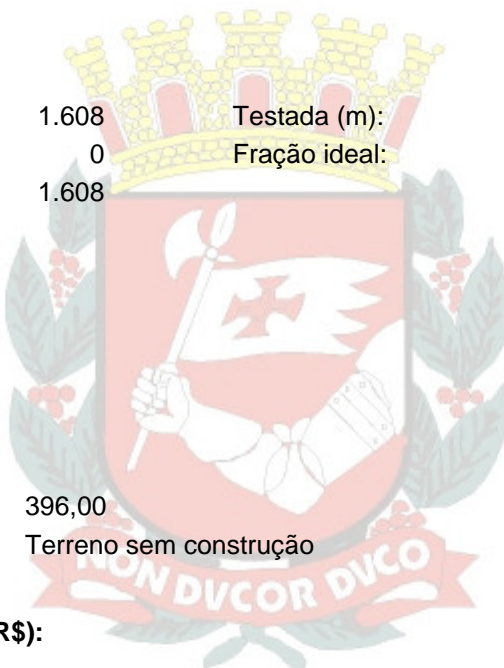 1.608 Testada (m):
0 Fração ideal:
1.608
396,00
Terreno sem construção
NON DVCOR DVCO
R$):